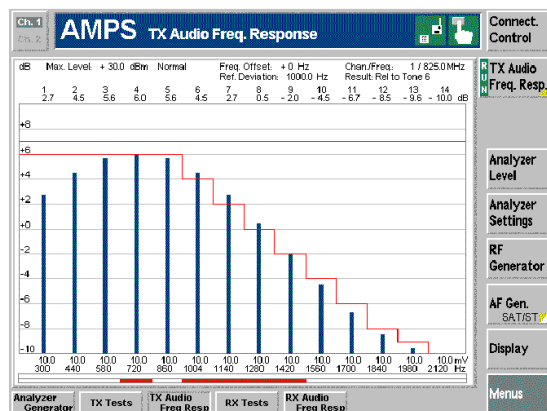 Ch. 1
Ch. 2
AMPS TX Audio Freq. Response
Connect.
Control
dB Max. Level: + 30.0 dBm Normal Freq. Offset: + 0 Hz Chan./Freq.: 1 / 825.0 MHz
Ref. Deviation: 1000.0 Hz Result: Rel to Tone 6
1 2 3 4 5 6 7 8 9 10 11 12 13 14
2.7 4.5 5.6 6.0 5.6 4.5 2.7 0.5 - 2.0 - 4.5 - 6.7 - 8.5 - 9.6 - 10.0 dB
RUN
TX Audio
Freq. Resp.
+8
+6
+4
+2
+0
-2
-4
-6
-8
-10
Analyzer
Level
Analyzer
Settings
RF
Generator
AF Gen.
SAT/ST
Display
Menus
10.0 10.0 10.0 10.0 10.0 10.0 10.0 10.0 10.0 10.0 10.0 10.0 10.0 10.0 mV
300 440 580 720 860 1004 1140 1280 1420 1560 1700 1840 1980 2120 Hz
Analyzer
Generator
TX Tests
TX Audio
Freq Resp
RX Tests
RX Audio
Freq Resp